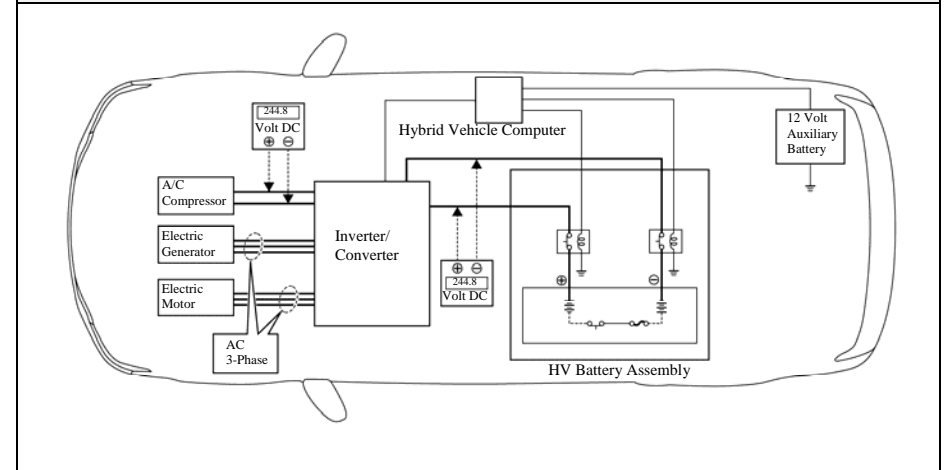 244.8
Volt DC
⊕ ⊖
Hybrid Vehicle Computer
12 Volt
Auxiliary
Battery
A/C
Compressor
Electric
Generator
Inverter/
Converter
Electric
Motor
⊕ ⊖
244.8
Volt DC
⊕ ⊖
AC
3-Phase
HV Battery Assembly